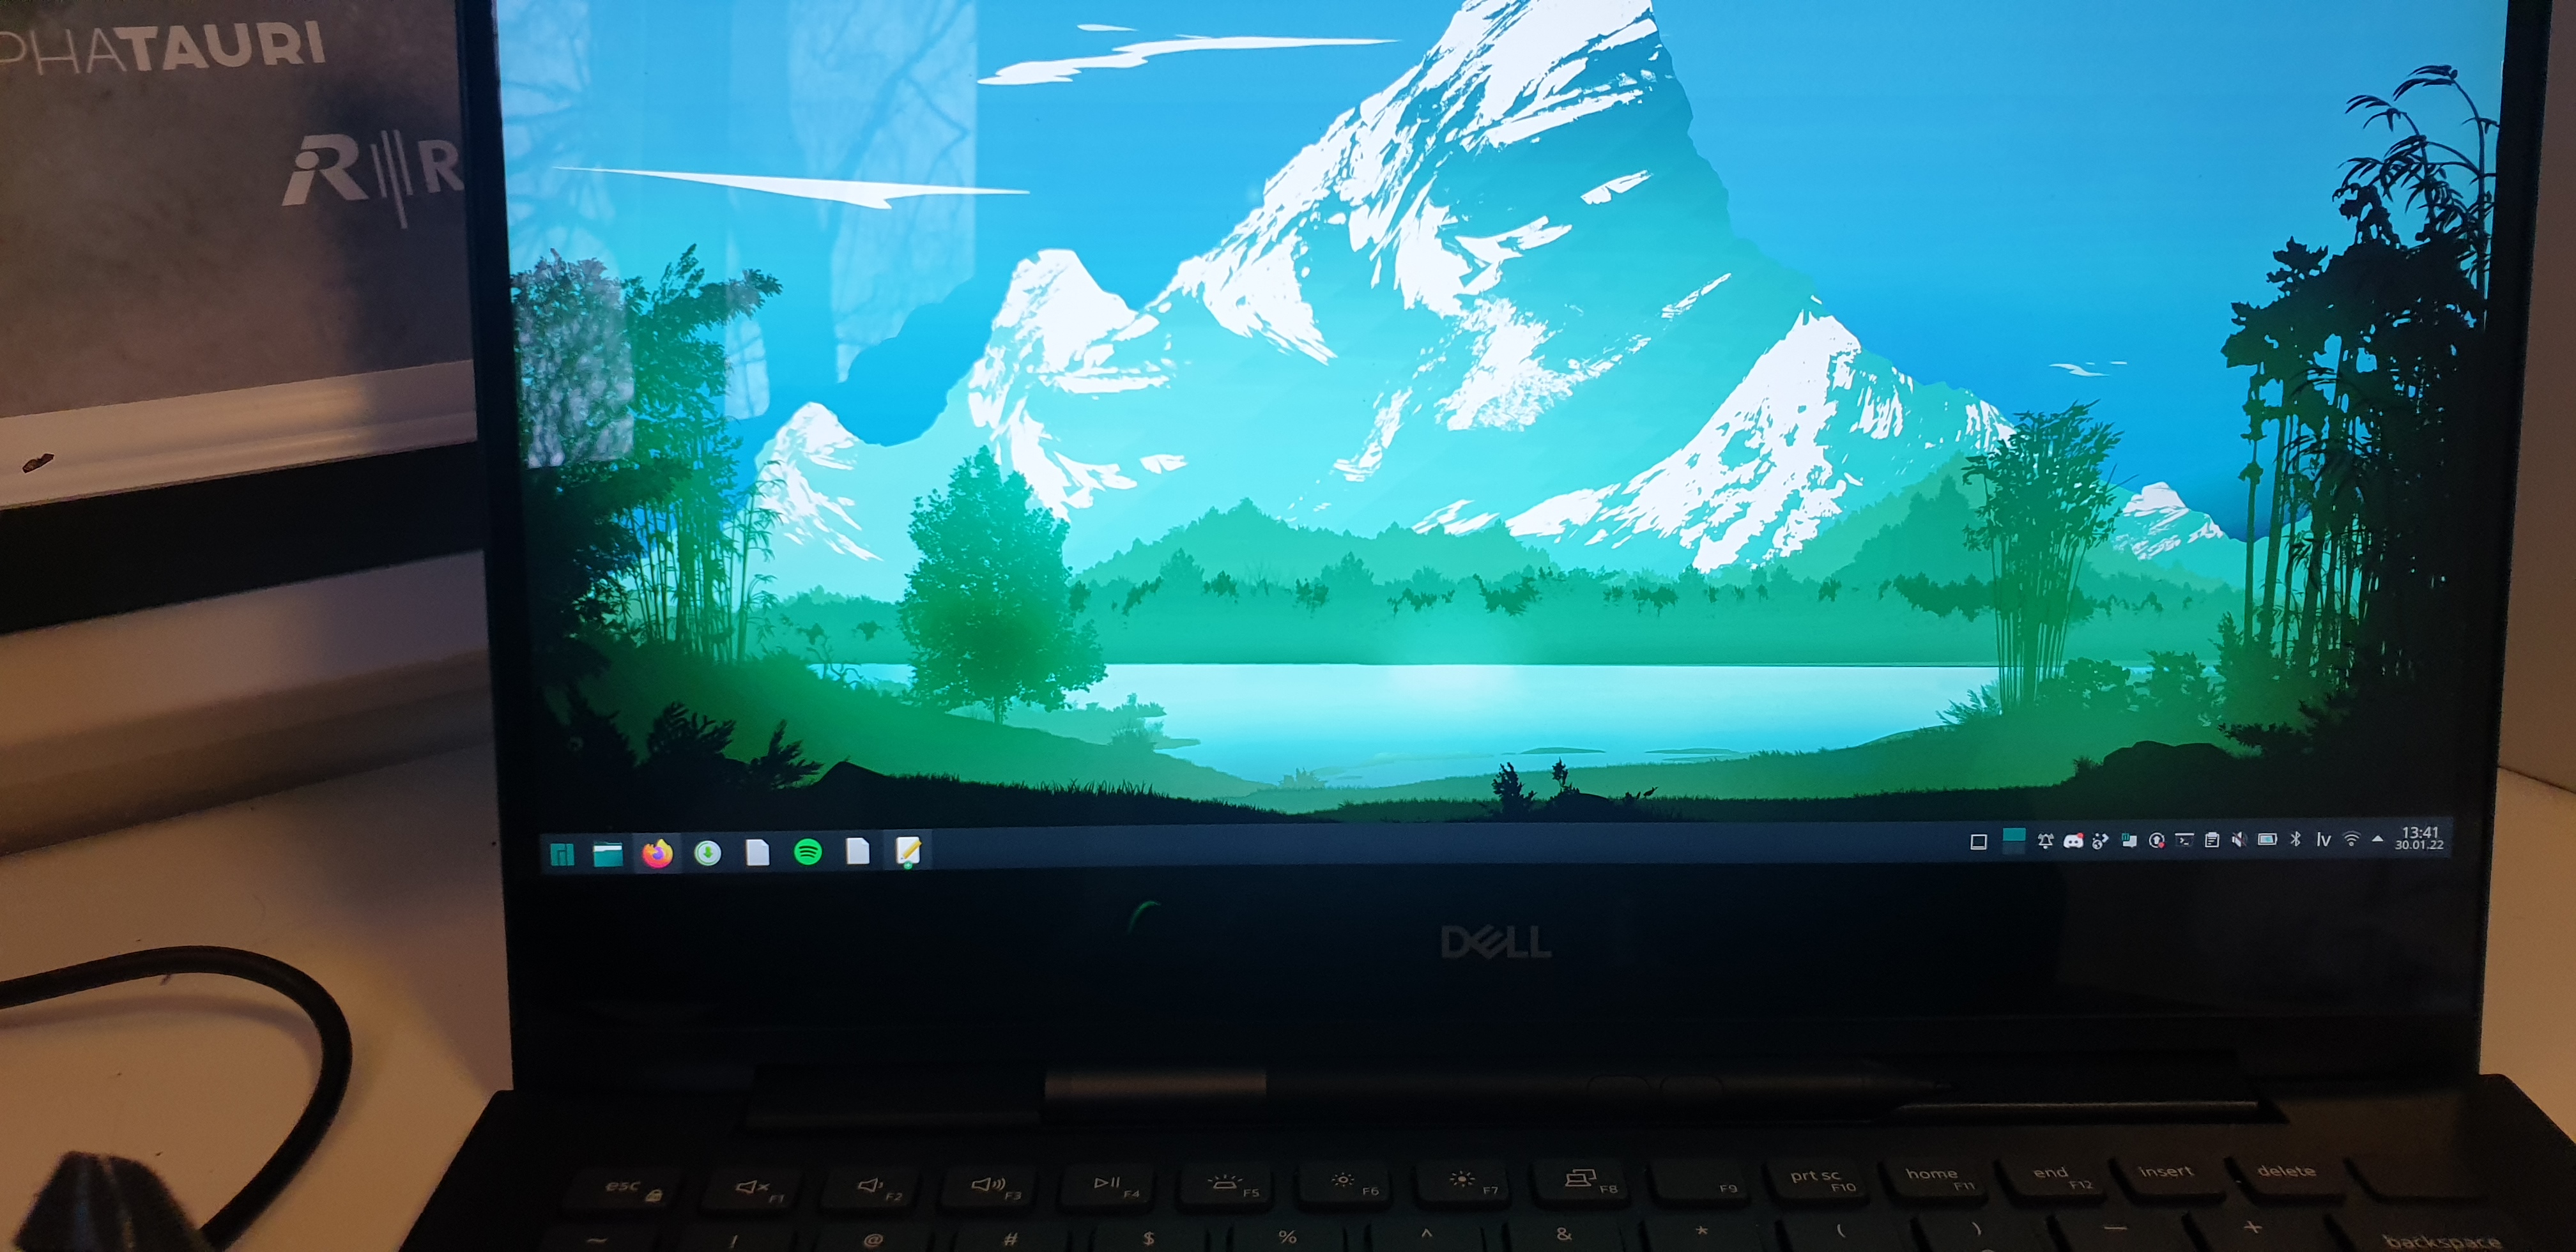 PHATAURI
R
lv
13:41
30.01.22
DELL
esc F1 F2 F3 F4 F5 F6 F7 F8 F9 prt sc F10 home F11 end F12 insert delete
~ ! @ # $ % ^ & * ( ) — + backspace